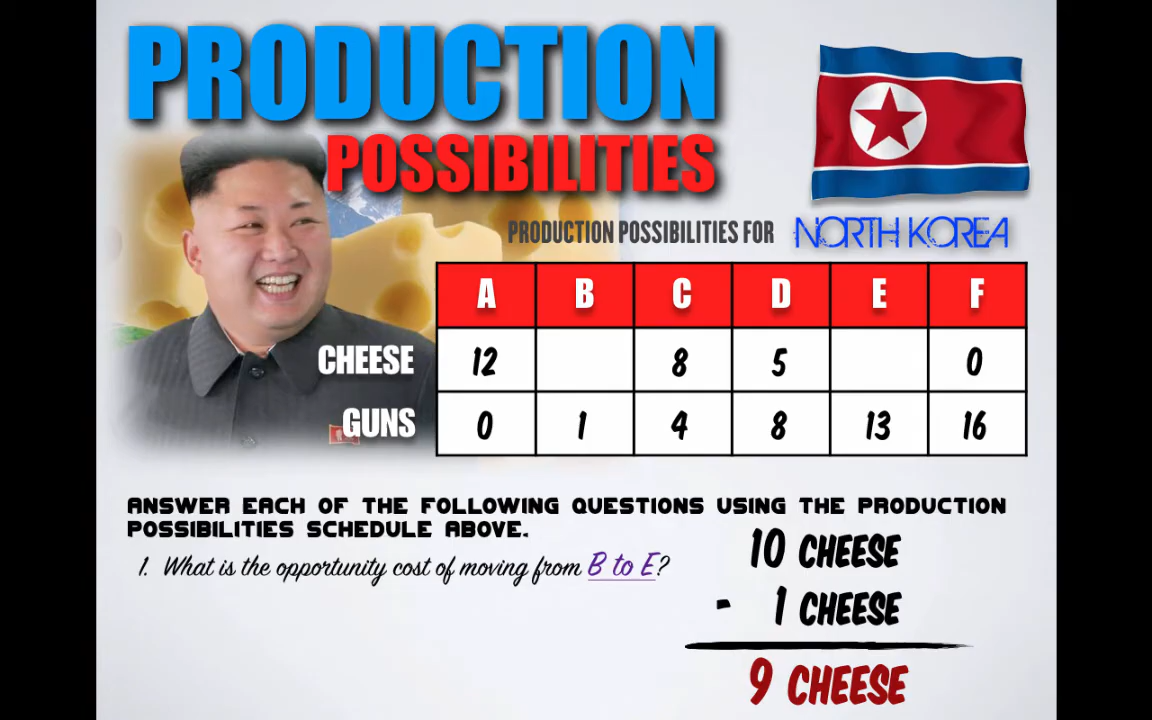 PRODUCTION
POSSIBILITIES
PRODUCTION POSSIBILITIES FOR NORTH KOREA
A B C D E F
CHEESE 12 8 5 0
GUNS 0 1 4 8 13 16
ANSWER EACH OF THE FOLLOWING QUESTIONS USING THE PRODUCTION
POSSIBILITIES SCHEDULE ABOVE.
1. What is the opportunity cost of moving from B to E?
10 CHEESE
- 1 CHEESE
9 CHEESE